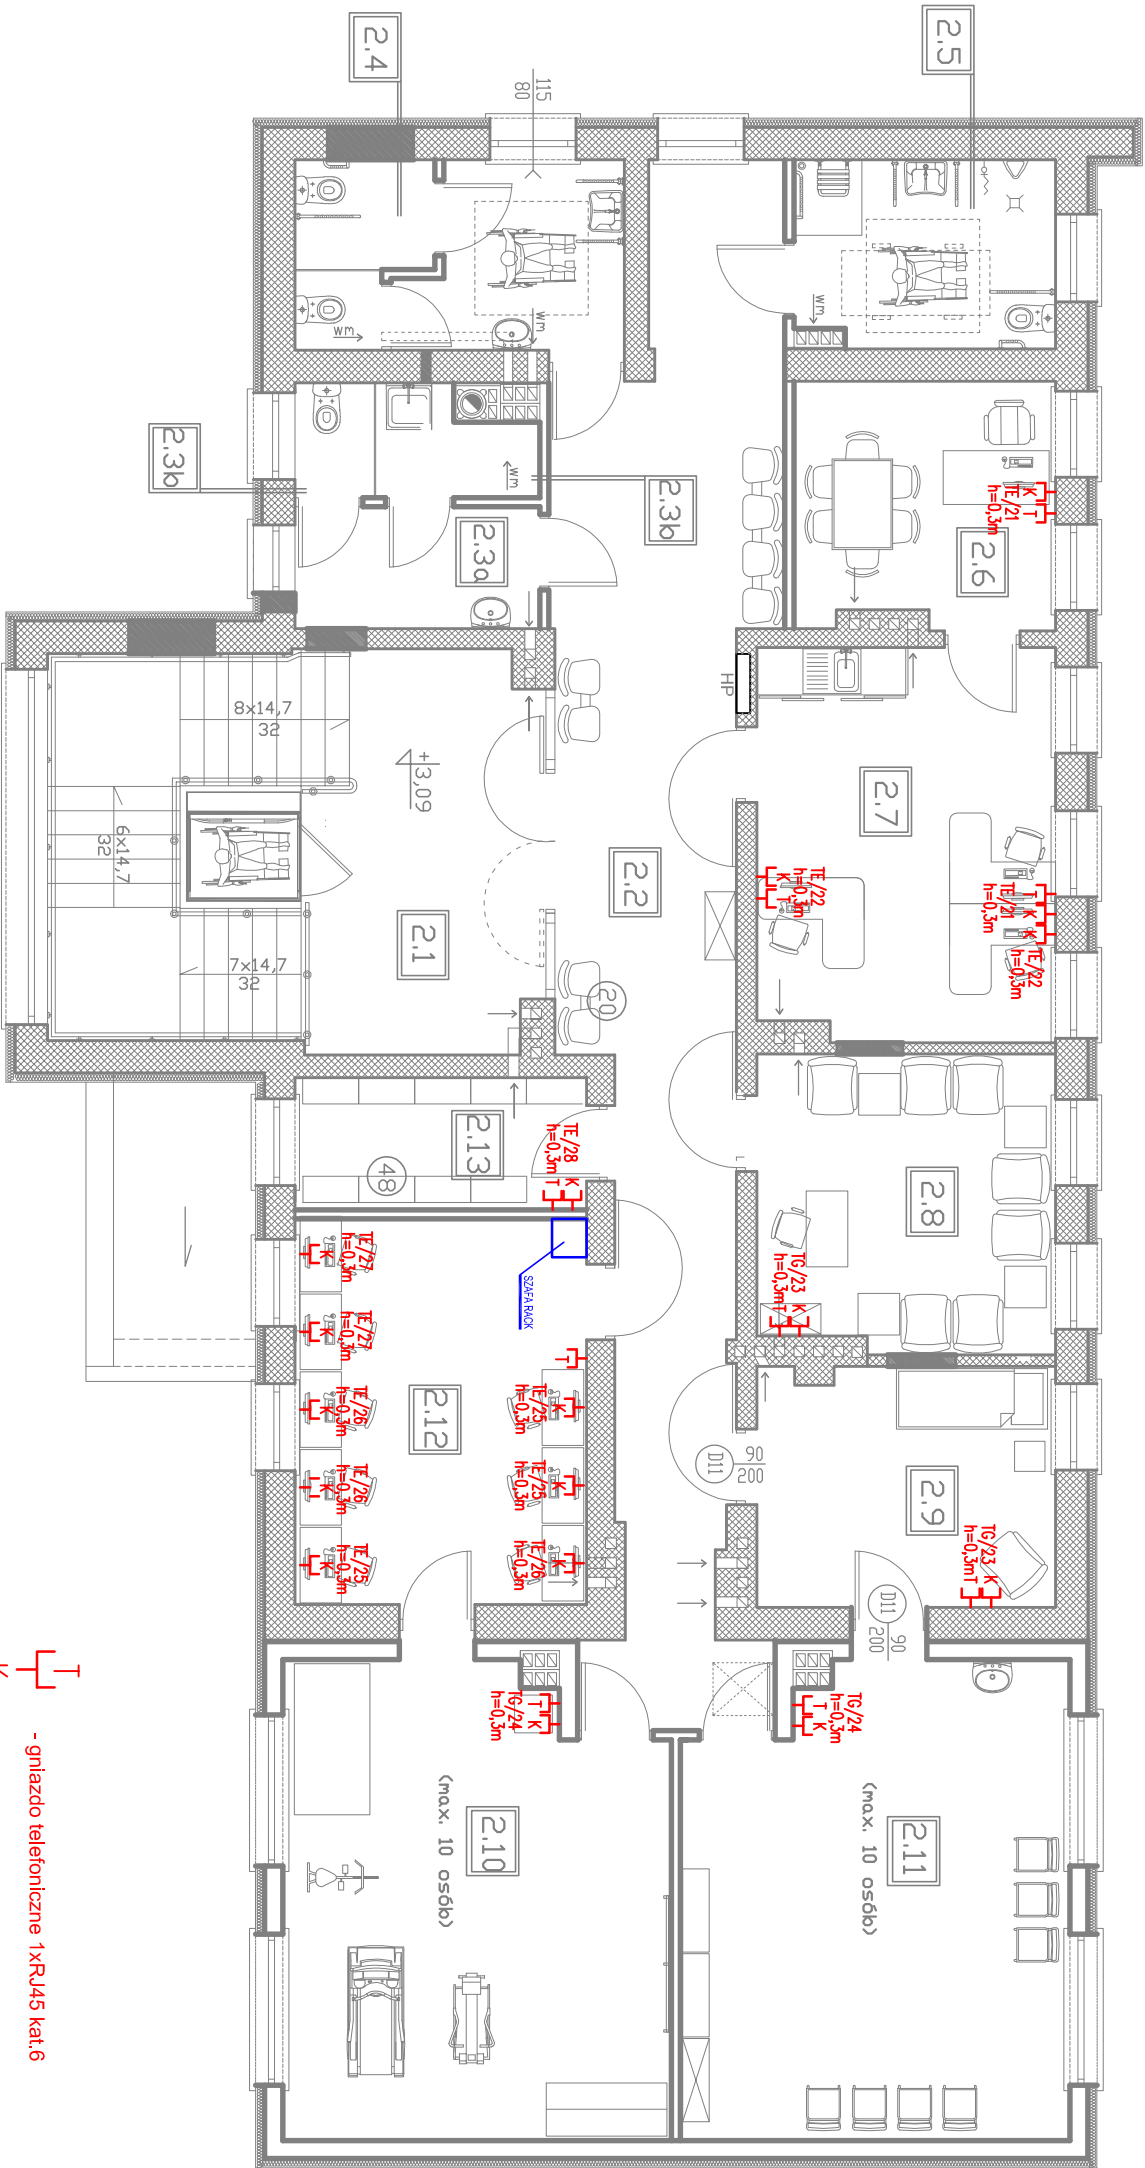 2.4
2.5
115
80
wm
wm
wm
2.3b
wm
2.3b
2.3a
K T
TE/21
h=0,3m
2.6
HP
8x14,7
32
+3,09
6x14,7
32
7x14,7
32
2.7
TE/22
h=0,3m
K T
T K K
TE/21
h=0,3m
TE/22
h=0,3m
2.2
2.1
20
2.13
48
TE/28 K
h=0,3m T
2.8
TG/23 K
h=0,3m T
SZAFA RACK
TE/27
h=0,3m
K
TE/27
h=0,3m
K
TE/26
h=0,3m
K
TE/26
h=0,3m
K
TE/25
h=0,3m
K
T
2.12
TE/25
h=0,3m
K
TE/25
h=0,3m
K
TE/26
h=0,3m
K
D11
90
200
2.9
TG/23 K
h=0,3m T
D11
90
200
T K
TG/24
h=0,3m
TG/24
h=0,3m
T K
2.10
(max. 10 osób)
2.11
(max. 10 osób)
T
K
- gniazdo telefoniczne 1xRJ45 kat.6